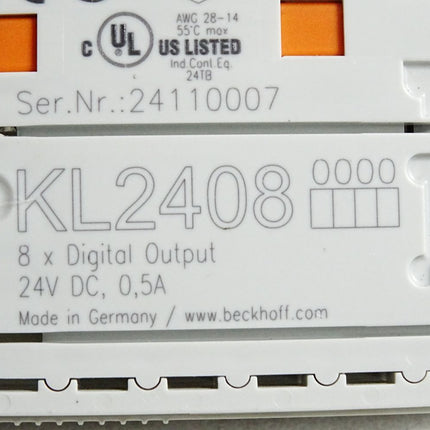 AWG 28-14
55°C max
C UL US LISTED
Ind.Cont.Eq.
24TB
Ser.Nr.:24110007
KL2408 0000
8 x Digital Output
24V DC, 0,5A
Made in Germany / www.beckhoff.com